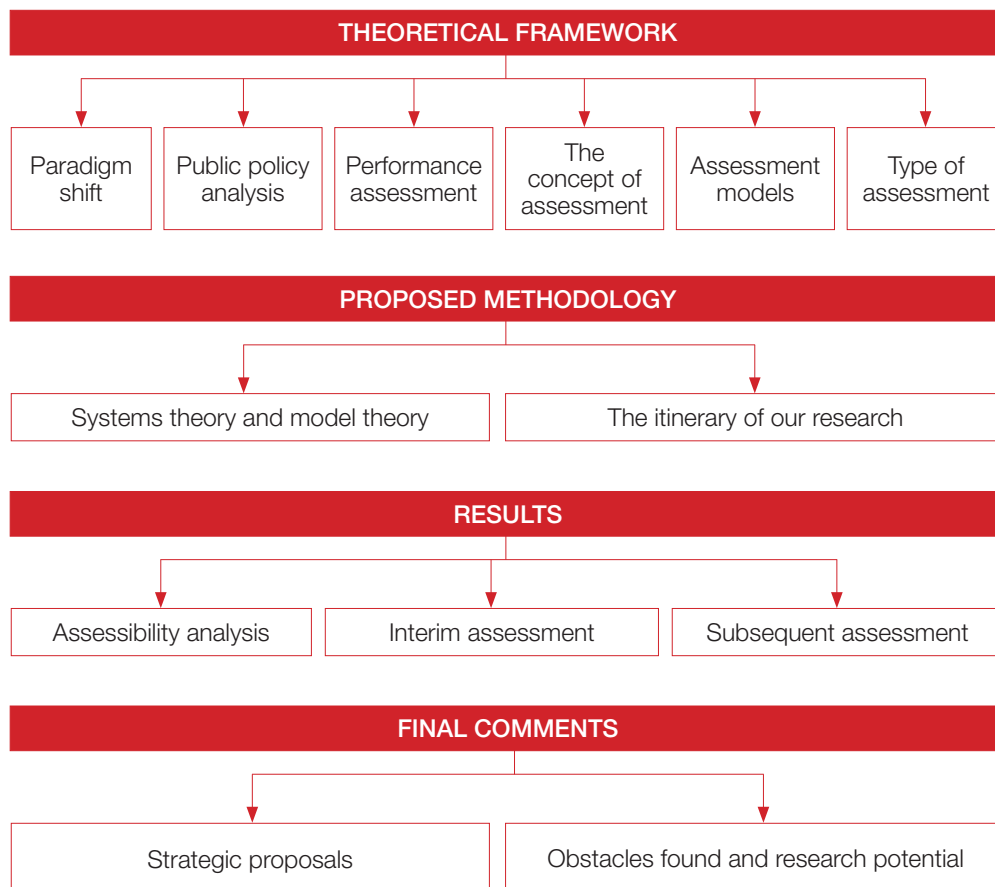 THEORETICAL FRAMEWORK
Paradigm
shift
Public policy
analysis
Performance
assessment
The
concept of
assessment
Assessment
models
Type of
assessment
PROPOSED METHODOLOGY
Systems theory and model theory
The itinerary of our research
RESULTS
Assessibility analysis
Interim assessment
Subsequent assessment
FINAL COMMENTS
Strategic proposals
Obstacles found and research potential